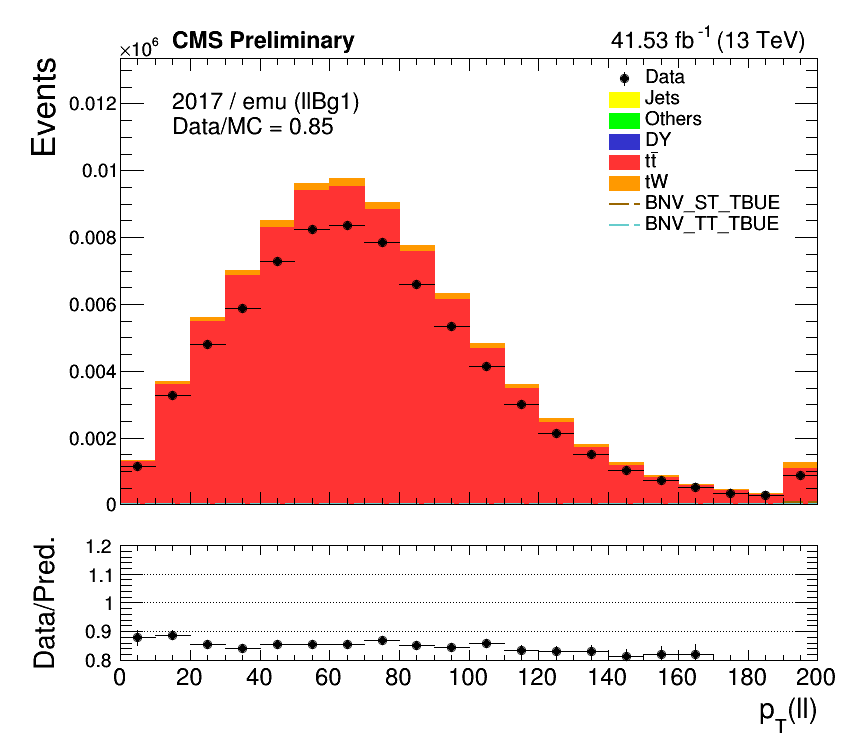 ×10⁶ CMS Preliminary 41.53 fb⁻¹ (13 TeV)
Events
2017 / emu (llBg1)
Data/MC = 0.85
Data
Jets
Others
DY
tt̄
tW
BNV_ST_TBUE
BNV_TT_TBUE
0.012
0.01
0.008
0.006
0.004
0.002
0
Data/Pred.
1.2
1.1
1
0.9
0.8
0 20 40 60 80 100 120 140 160 180 200
p_T(ll)